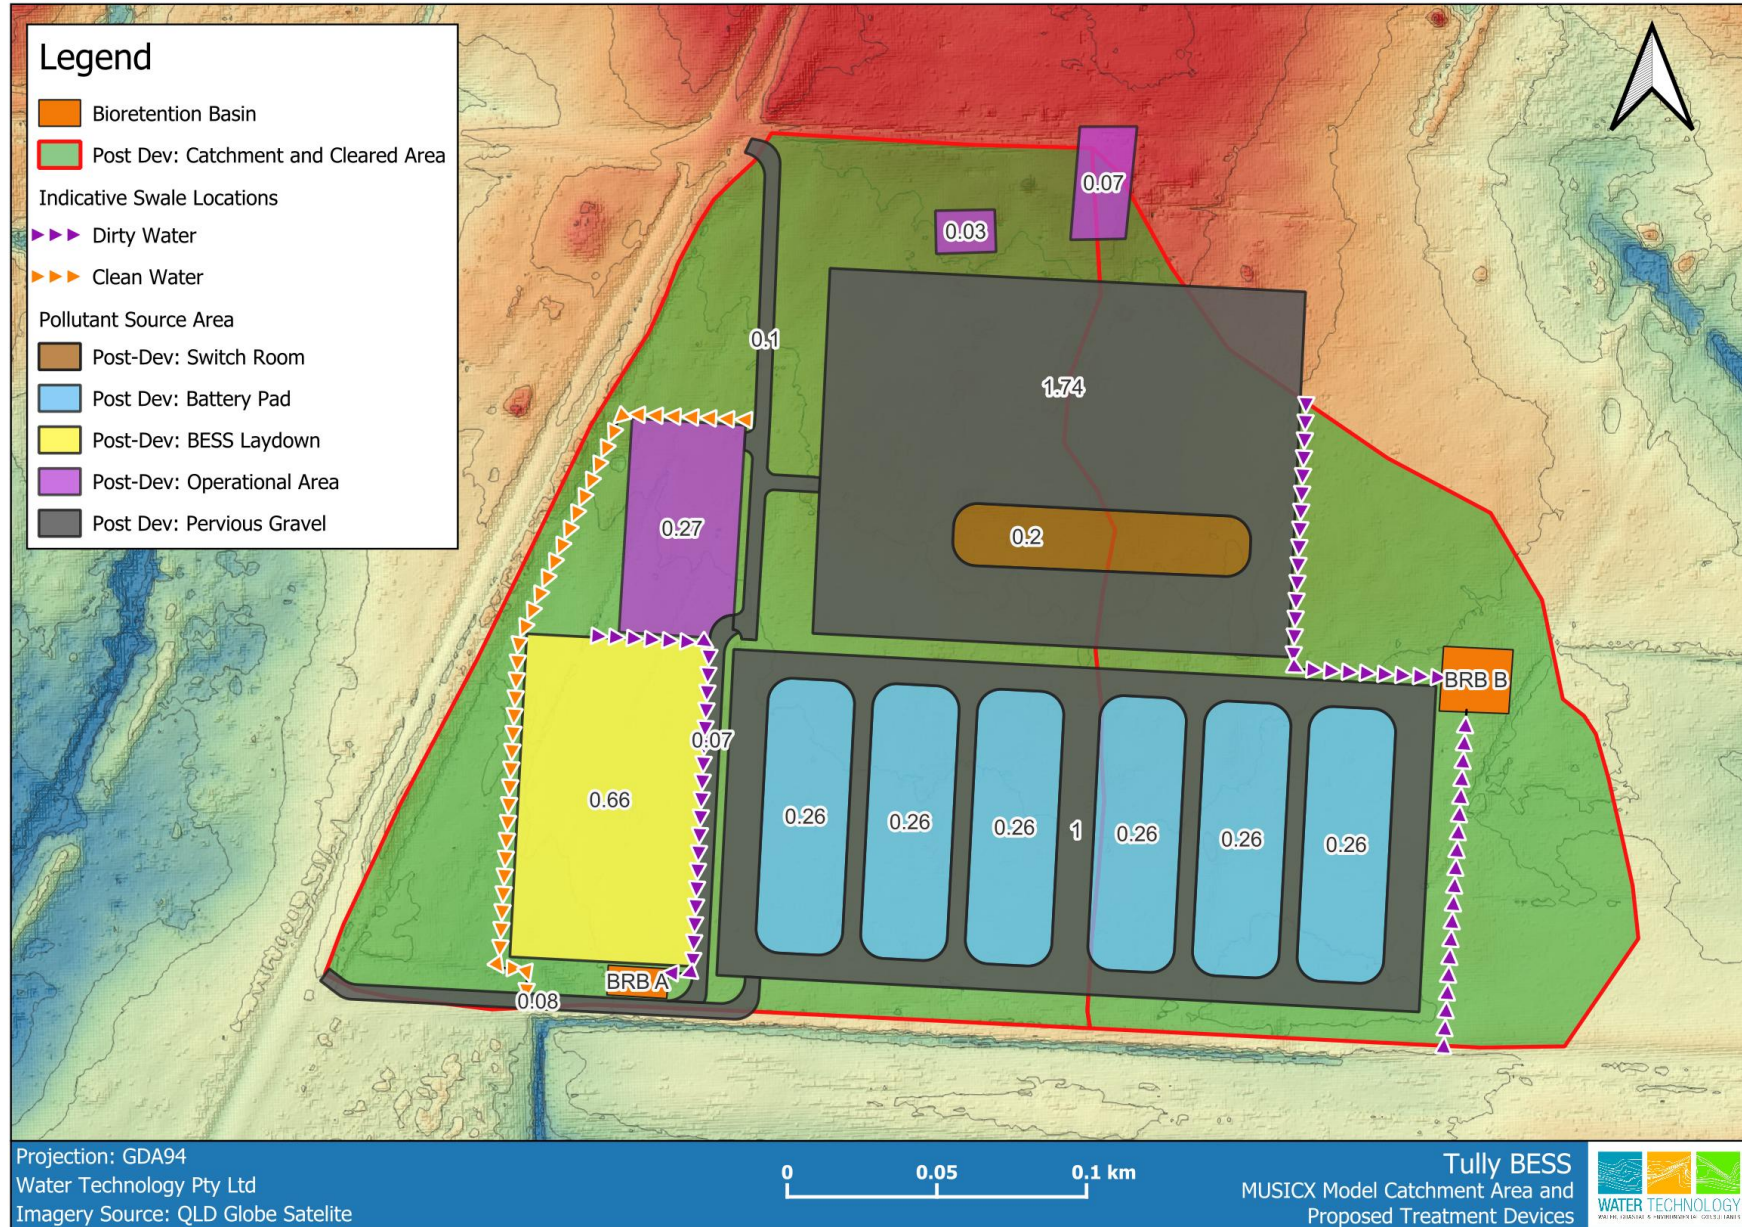 Legend
Bioretention Basin
Post Dev: Catchment and Cleared Area
Indicative Swale Locations
Dirty Water
Clean Water
Pollutant Source Area
Post-Dev: Switch Room
Post Dev: Battery Pad
Post-Dev: BESS Laydown
Post-Dev: Operational Area
Post Dev: Pervious Gravel
0.07
0.03
0.1
1.74
0.27
0.2
BRB B
0.07
0.66
0.26
0.26
0.26
1
0.26
0.26
0.26
BRB A
0.08
Projection: GDA94
Water Technology Pty Ltd
Imagery Source: QLD Globe Satelite
0 0.05 0.1 km
Tully BESS
MUSICX Model Catchment Area and
Proposed Treatment Devices
WATER TECHNOLOGY
WATER, COASTAL & ENVIRONMENTAL CONSULTANTS